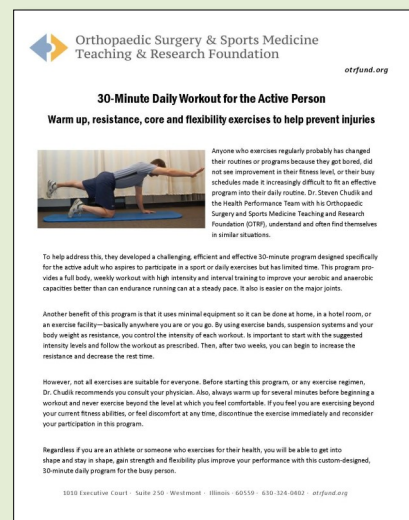 Orthopaedic Surgery & Sports Medicine
Teaching & Research Foundation
otrfund.org
30-Minute Daily Workout for the Active Person
Warm up, resistance, core and flexibility exercises to help prevent injuries
Anyone who exercises regularly probably has changed
their routines or programs because they got bored, did
not see improvement in their fitness level, or their busy
schedules made it increasingly difficult to fit an effective
program into their daily routine. Dr. Steven Chudik and
the Health Performance Team with his Orthopaedic
Surgery and Sports Medicine Teaching and Research
Foundation (OTRF), understand and often find themselves
in similar situations.
To help address this, they developed a challenging, efficient and effective 30-minute program designed specifically
for the active adult who aspires to participate in a sport or daily exercises but has limited time. This program pro-
vides a full body, weekly workout with high intensity and interval training to improve your aerobic and anaerobic
capacities better than can endurance running can at a steady pace. It also is easier on the major joints.
Another benefit of this program is that it uses minimal equipment so it can be done at home, in a hotel room, or
an exercise facility—basically anywhere you are or you go. By using exercise bands, suspension systems and your
body weight as resistance, you control the intensity of each workout. Is important to start with the suggested
intensity levels and follow the workout as prescribed. Then, after two weeks, you can begin to increase the
resistance and decrease the rest time.
However, not all exercises are suitable for everyone. Before starting this program, or any exercise regimen,
Dr. Chudik recommends you consult your physician. Also, always warm up for several minutes before beginning a
workout and never exercise beyond the level at which you feel comfortable. If you feel you are exercising beyond
your current fitness abilities, or feel discomfort at any time, discontinue the exercise immediately and reconsider
your participation in this program.
Regardless if you are an athlete or someone who exercises for their health, you will be able to get into
shape and stay in shape, gain strength and flexibility plus improve your performance with this custom-designed,
30-minute daily program for the busy person.
1010 Executive Court · Suite 250 · Westmont · Illinois · 60559 · 630-324-0402 · otrfund.org